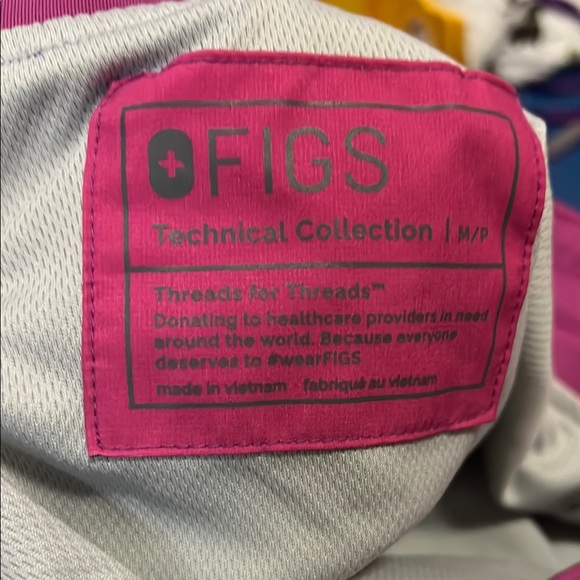 FIGS
Technical Collection | M/P
Threads for Threads™
Donating to healthcare providers in need
around the world. Because everyone
deserves to #wearFIGS
made in vietnam fabriqué au vietnam